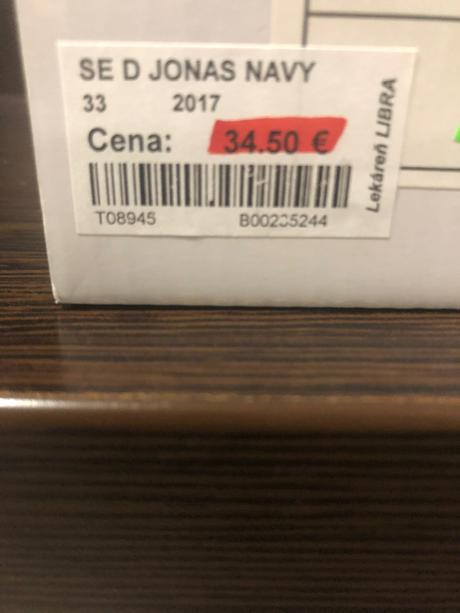 SE D JONAS NAVY
33 2017
Cena: 34.50 €
T08945
Lekáreň LIBRA